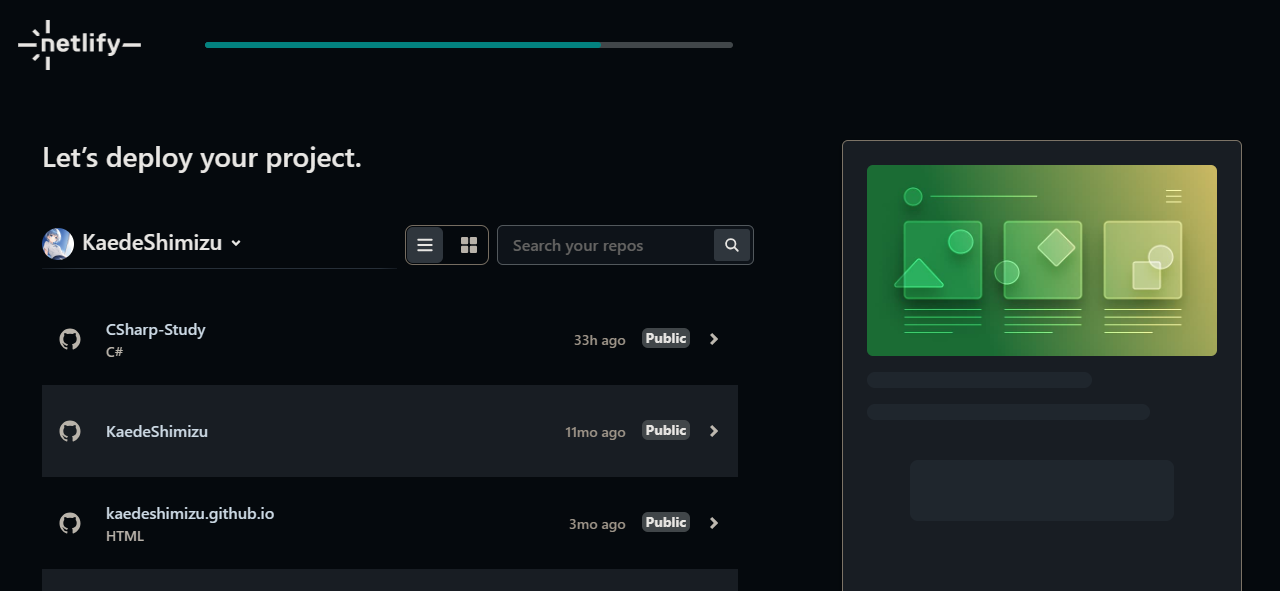 netlify
Let’s deploy your project.
KaedeShimizu
Search your repos
CSharp-Study
C#
33h ago
Public
KaedeShimizu
11mo ago
Public
kaedeshimizu.github.io
HTML
3mo ago
Public